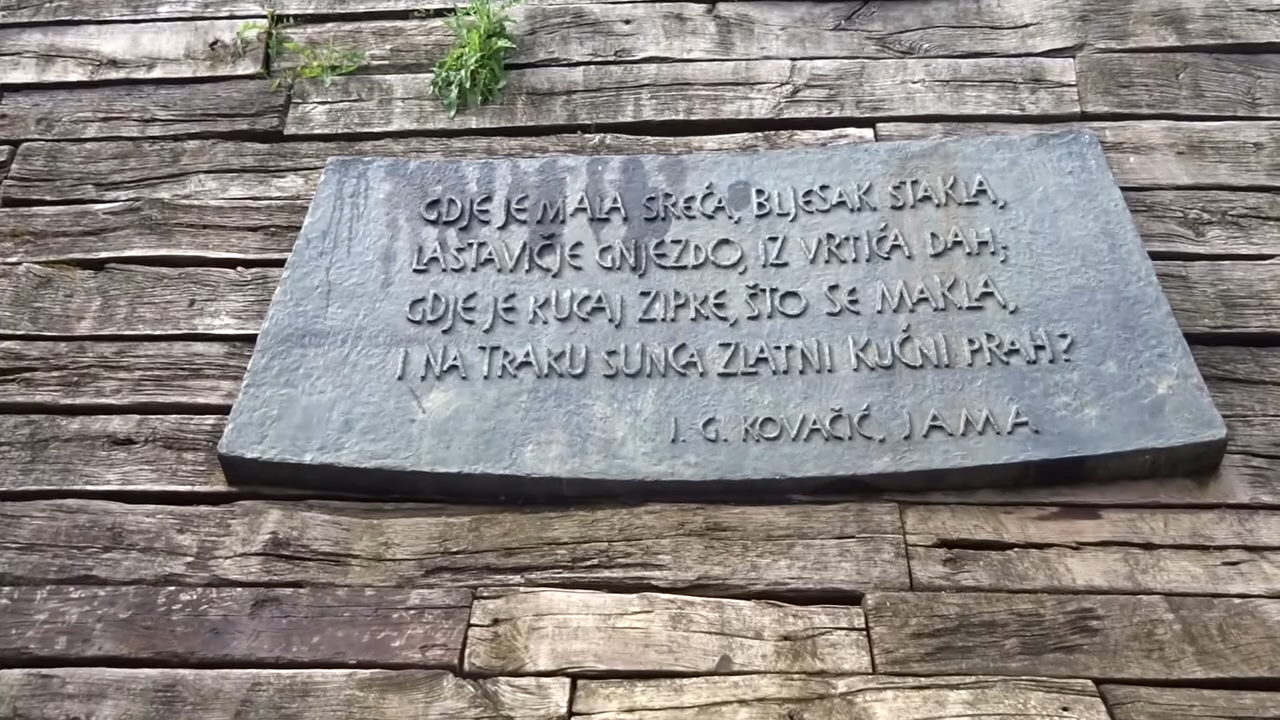 GDJE JE MALA SREĆA, BLJESAK STAKLA,
LASTAVIČJE GNJEZDO, IZ VRTIĆA DAH;
GDJE JE KUCAJ ZIPKE, ŠTO SE MAKLA,
I NA TRAKU SUNCA ZLATNI KUĆNI PRAH?
I. G. KOVAČIĆ, JAMA